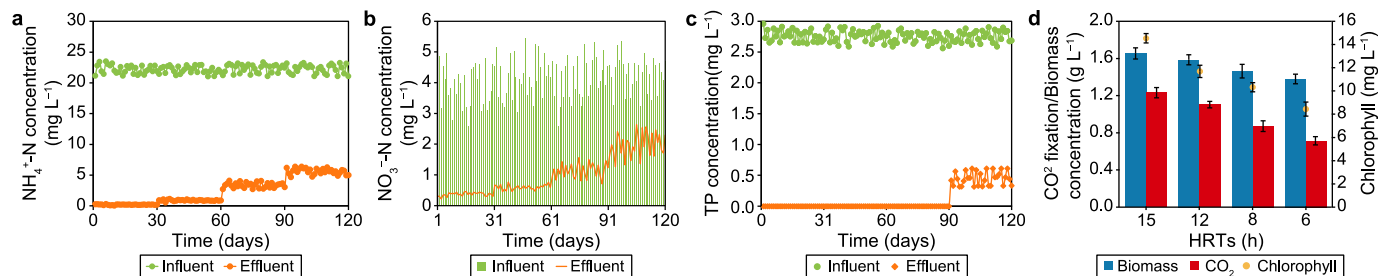 a
NH₄⁺-N concentration
(mg L⁻¹)
30
25
20
15
10
5
0
0 30 60 90 120
Time (days)
Influent Effluent
b
NO₃⁻-N concentration
(mg L⁻¹)
6
5
4
3
2
1
0
1 31 61 91 120
Time (days)
Influent Effluent
c
TP concentration(mg L⁻¹)
3.0
2.5
2.0
1.5
1.0
0.5
0.0
1 31 60 90 120
Time (days)
Influent Effluent
d
CO² fixation/Biomass
concentration (g L⁻¹)
2.0
1.6
1.2
0.8
0.4
0.0
15 12 8 6
HRTs (h)
16
14
12
10
8
6
4
2
0
Chlorophyll (mg L⁻¹)
Biomass CO₂ Chlorophyll